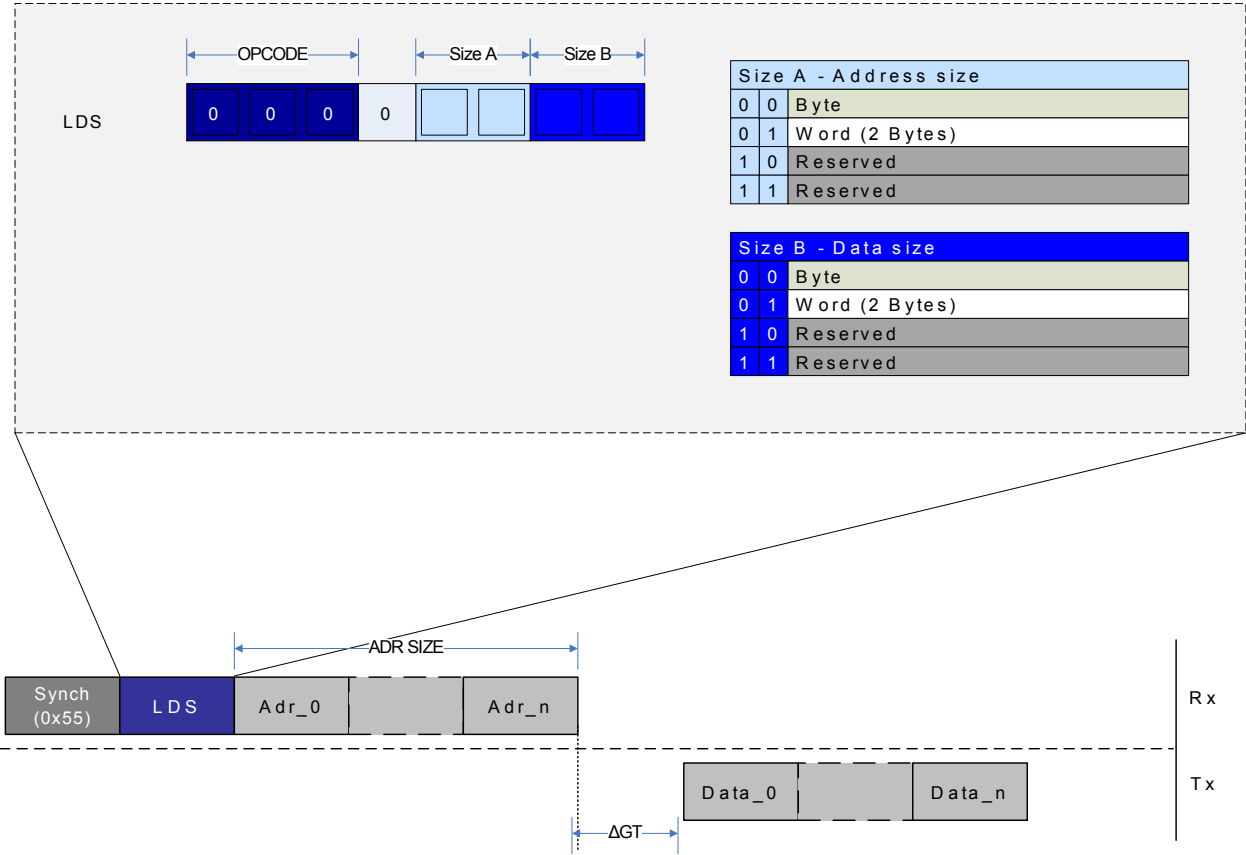 OPCODE Size A Size B
LDS
0 0 0 0
Size A - Address size
0 0 Byte
0 1 Word (2 Bytes)
1 0 Reserved
1 1 Reserved
Size B - Data size
0 0 Byte
0 1 Word (2 Bytes)
1 0 Reserved
1 1 Reserved
ADR SIZE
Synch
(0x55)
LDS
Adr_0
Adr_n
Rx
Data_0
Data_n
Tx
ΔGT